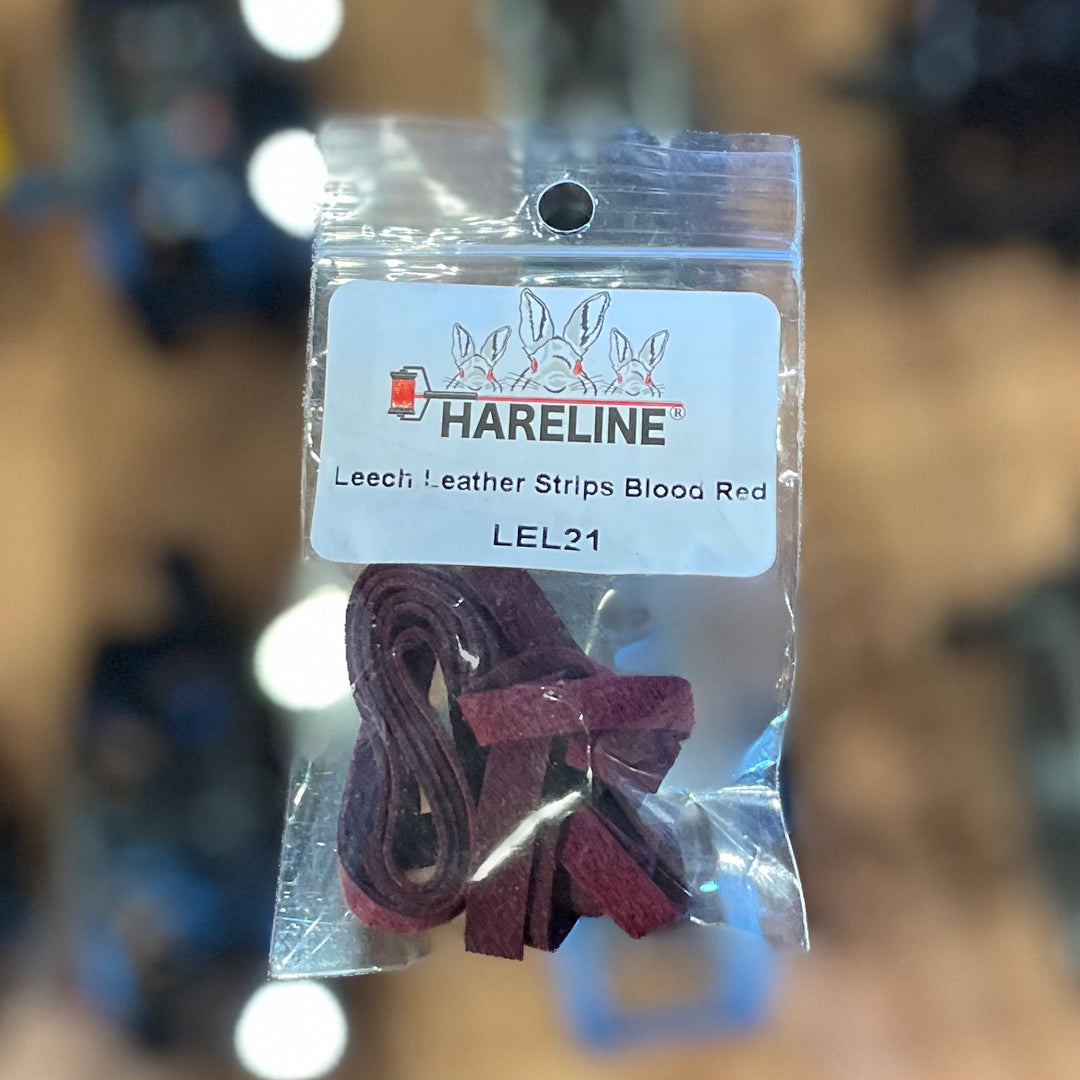 HARELINE®
Leech Leather Strips Blood Red
LEL21